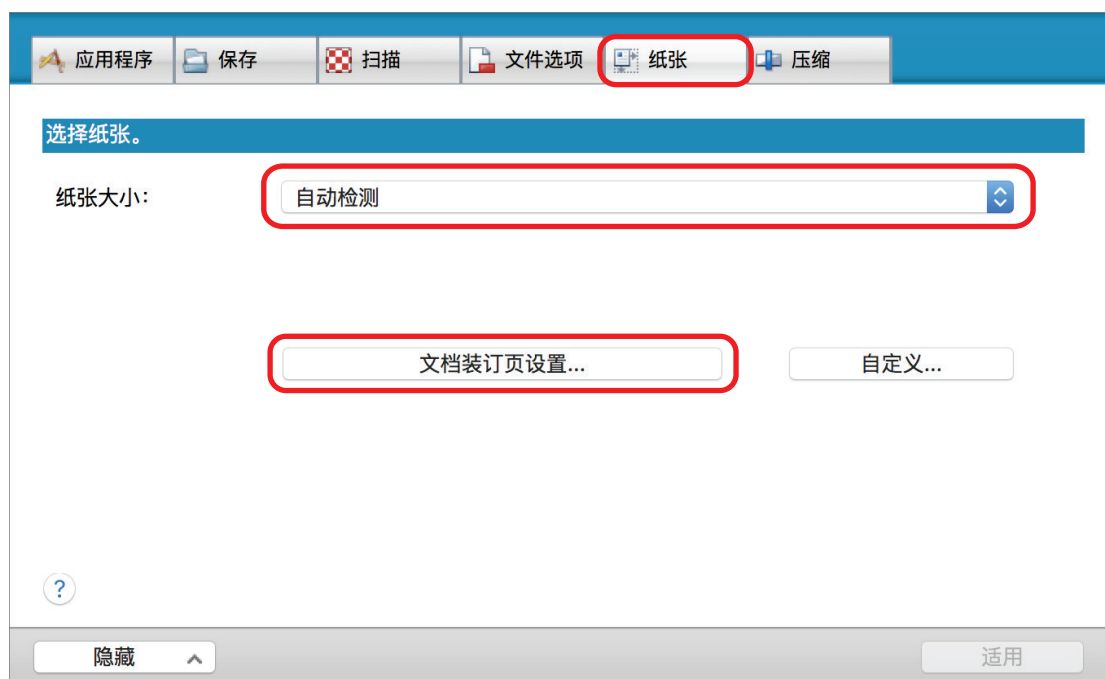 应用程序 保存 扫描 文件选项 纸张 压缩
选择纸张。
纸张大小： 自动检测
文档装订页设置... 自定义...
?
隐藏 适用